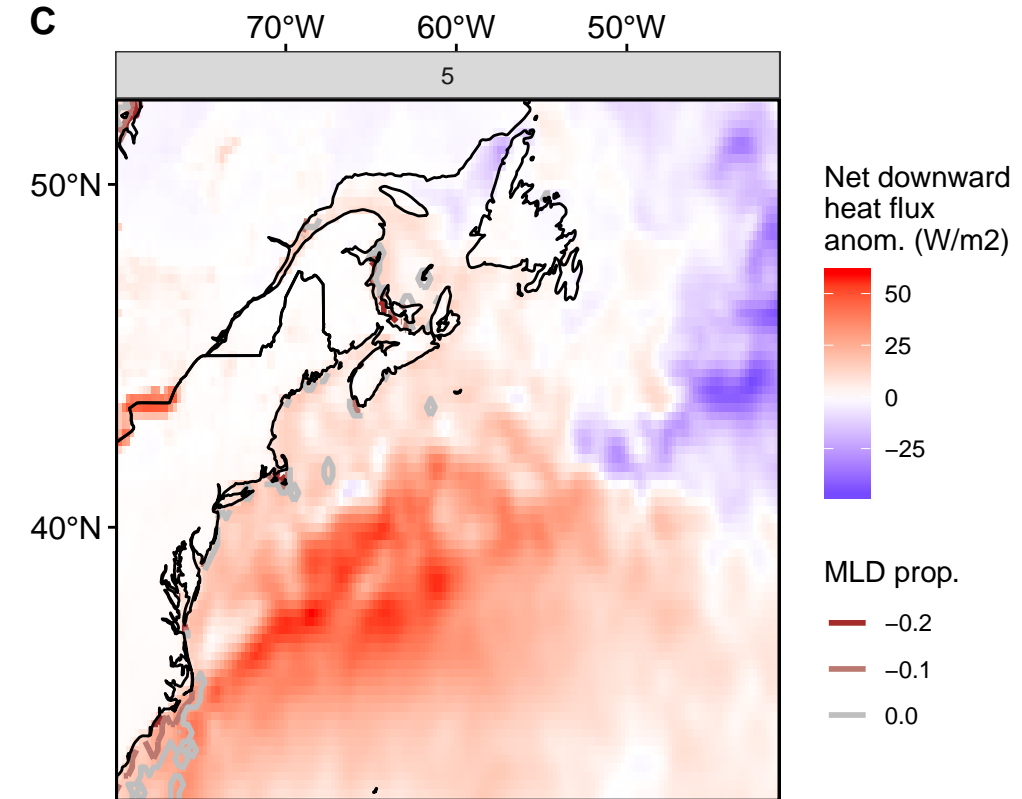 C
70°W 60°W 50°W
5
50°N
40°N
Net downward
heat flux
anom. (W/m2)
50
25
0
−25
MLD prop.
−0.2
−0.1
0.0